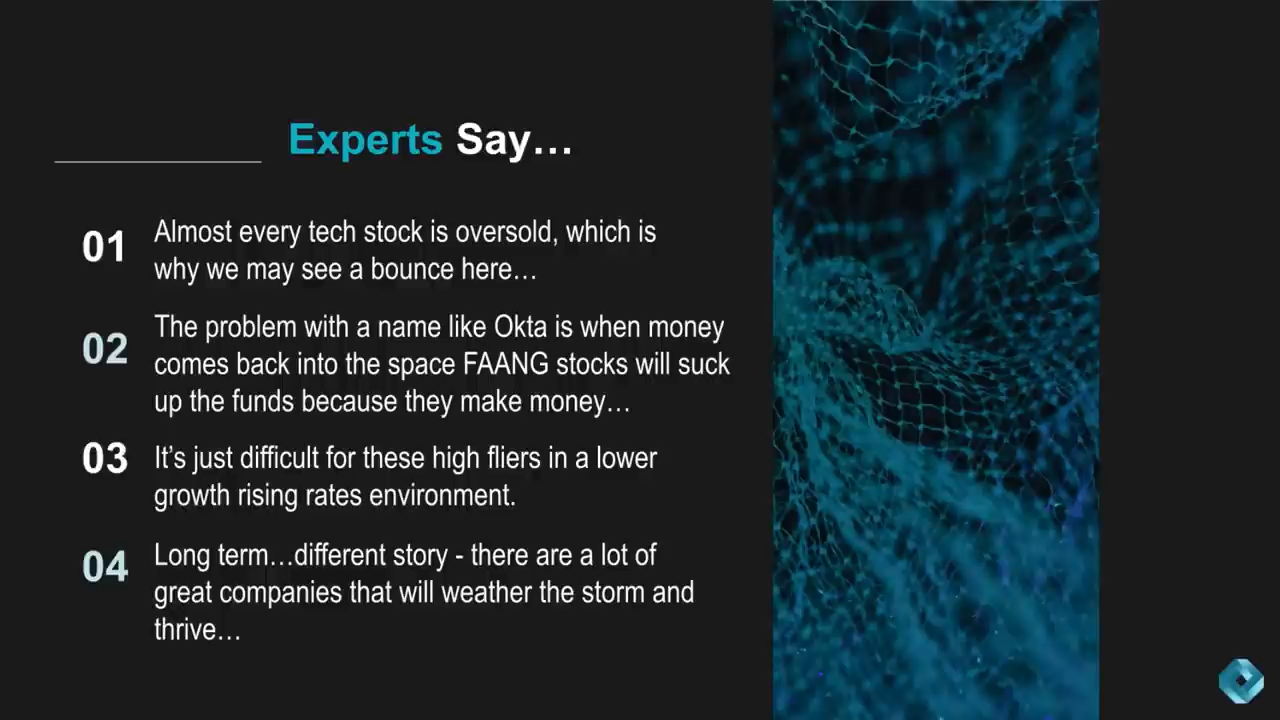 Experts Say…
01
Almost every tech stock is oversold, which is
why we may see a bounce here…
02
The problem with a name like Okta is when money
comes back into the space FAANG stocks will suck
up the funds because they make money…
03
It’s just difficult for these high fliers in a lower
growth rising rates environment.
04
Long term…different story - there are a lot of
great companies that will weather the storm and
thrive…